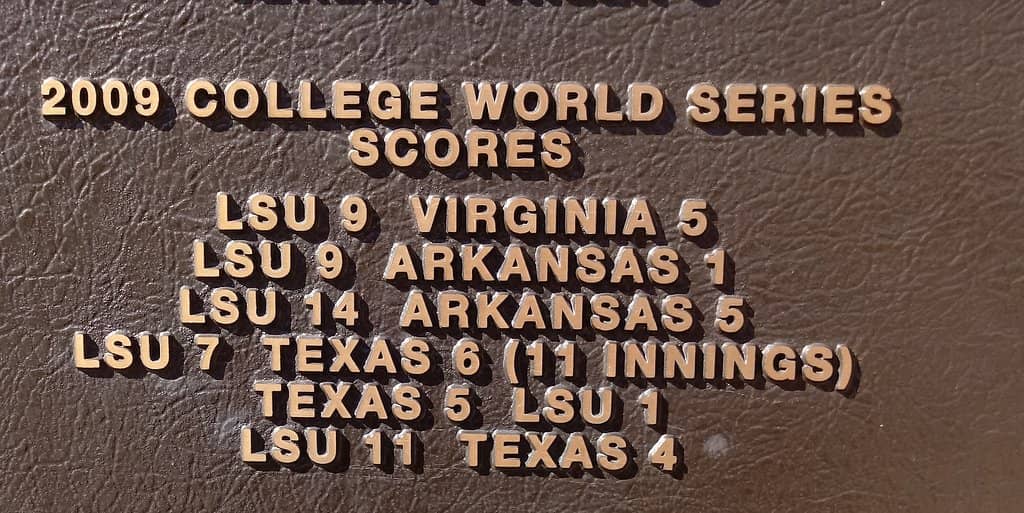 2009 COLLEGE WORLD SERIES
SCORES
LSU 9 VIRGINIA 5
LSU 9 ARKANSAS 1
LSU 14 ARKANSAS 5
LSU 7 TEXAS 6 (11 INNINGS)
TEXAS 5 LSU 1
LSU 11 TEXAS 4